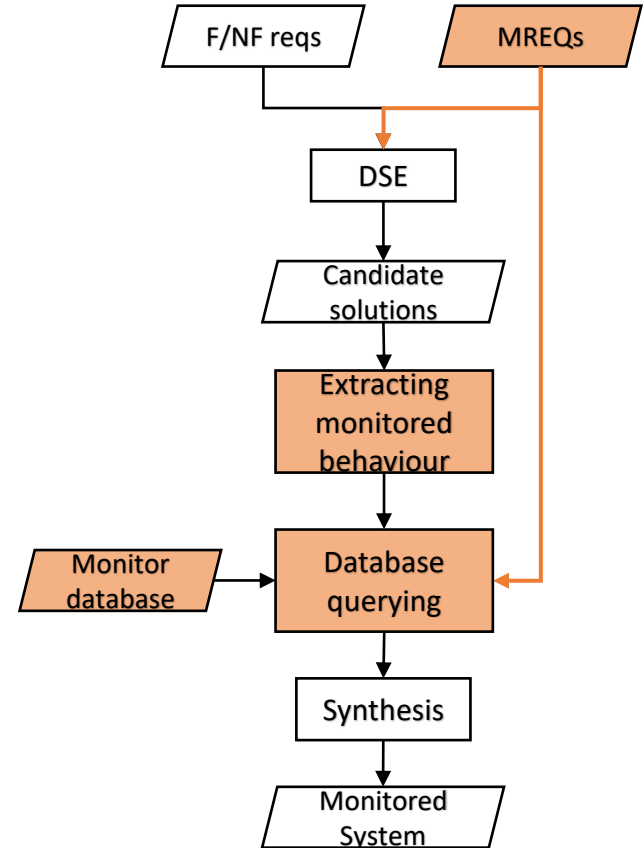 F/NF reqs
MREQs
DSE
Candidate
solutions
Extracting
monitored
behaviour
Monitor
database
Database
querying
Synthesis
Monitored
System